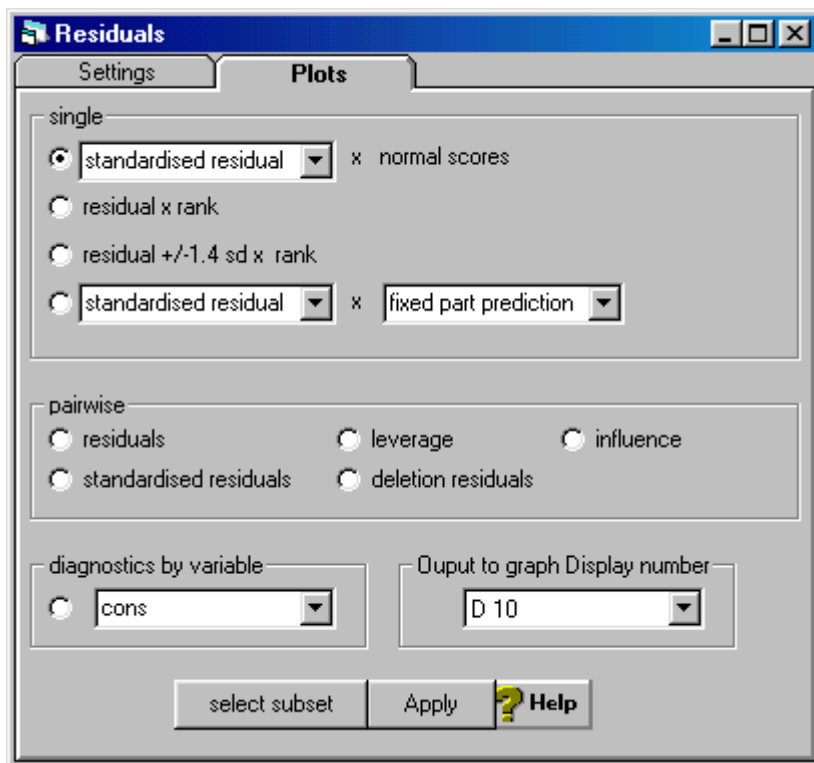 Residuals
Settings Plots
single
standardised residual x normal scores
residual x rank
residual +/-1.4 sd x rank
standardised residual x fixed part prediction
pairwise
residuals leverage influence
standardised residuals deletion residuals
diagnostics by variable Ouput to graph Display number
cons D 10
select subset Apply ? Help